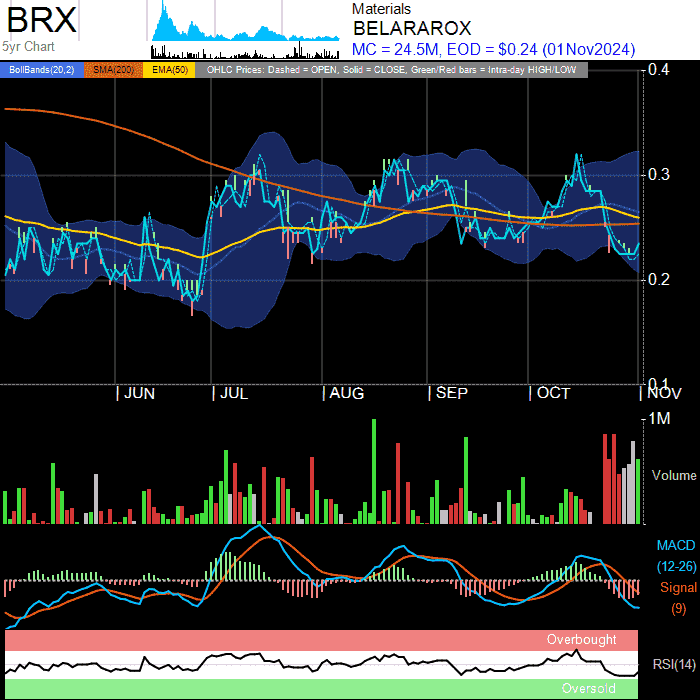 BRX
5yr Chart
Materials
BELARAROX
MC = 24.5M, EOD = $0.24 (01Nov2024)
BollBands(20,2) SMA(200) EMA(50) OHLC Prices: Dashed = OPEN, Solid = CLOSE, Green/Red bars = Intra-day HIGH/LOW
0.4
0.3
0.2
0.1
JUN JUL AUG SEP OCT NOV
1M
Volume
MACD
(12-26)
Signal
(9)
Overbought
RSI(14)
Oversold